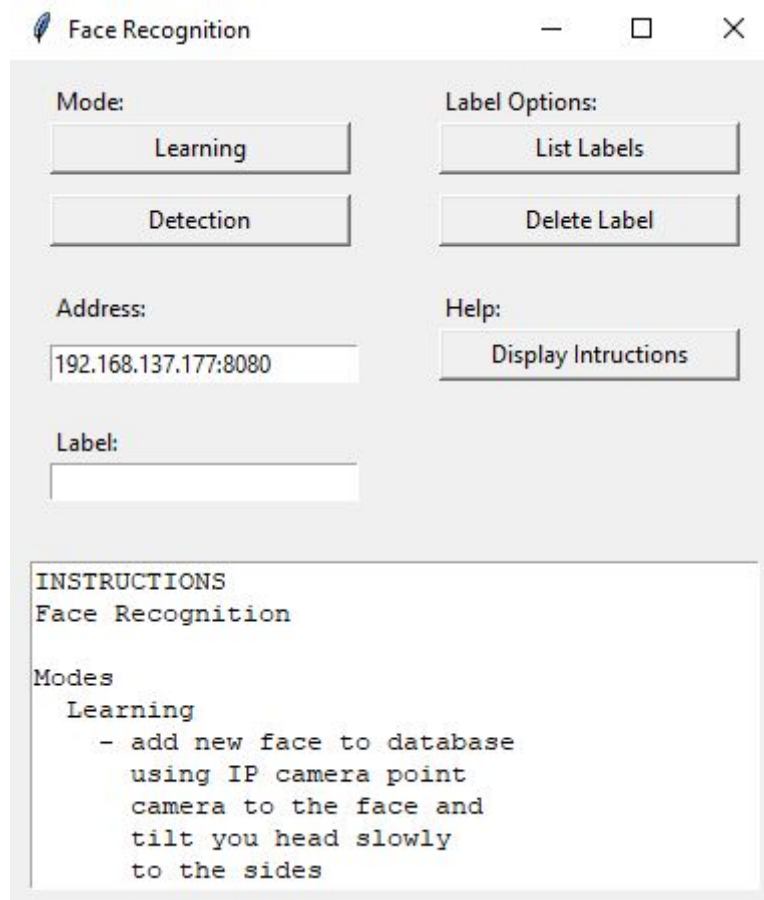 Face Recognition
Mode:
Learning
Detection
Label Options:
List Labels
Delete Label
Address:
192.168.137.177:8080
Help:
Display Intructions
Label:
INSTRUCTIONS
Face Recognition
Modes
Learning
- add new face to database
using IP camera point
camera to the face and
tilt you head slowly
to the sides